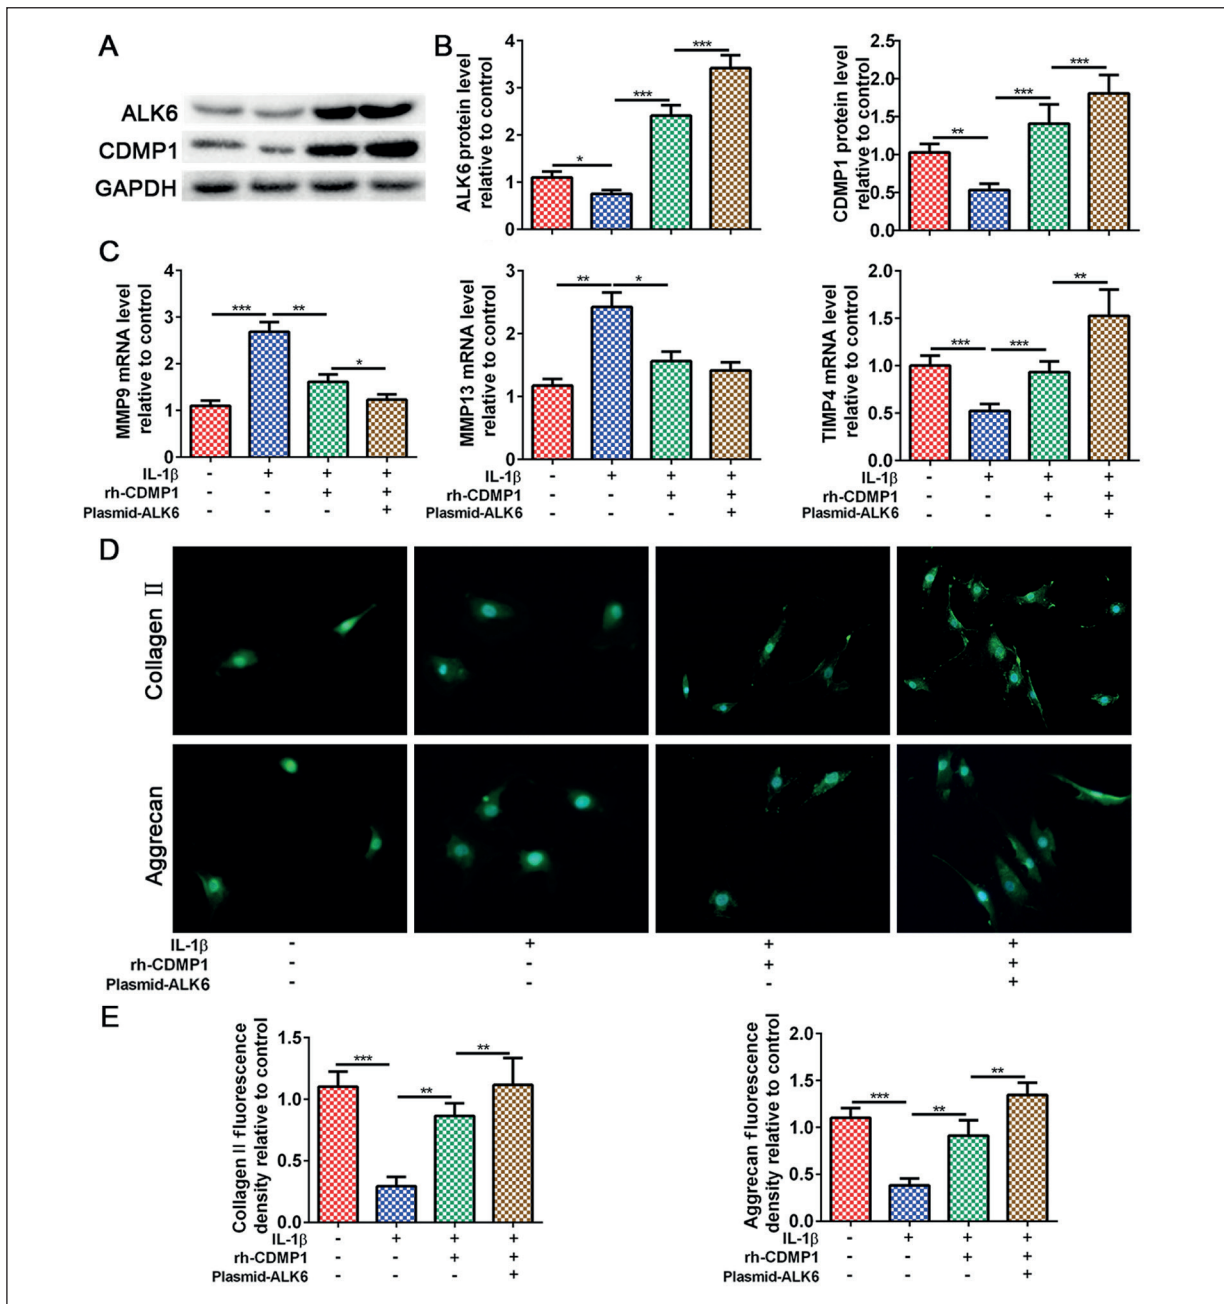 A
ALK6
CDMP1
GAPDH
B
ALK6 protein level
relative to control
4
3
2
1
0
*
***
***
CDMP1 protein level
relative to control
2.5
2.0
1.5
1.0
0.5
0.0
**
***
***
C
MMP9 mRNA level
relative to control
4
3
2
1
0
***
**
*
IL-1β - + + +
rh-CDMP1 - - + +
Plasmid-ALK6 - - - +
MMP13 mRNA level
relative to control
3
2
1
0
**
*
IL-1β - + + +
rh-CDMP1 - - + +
Plasmid-ALK6 - - - +
TIMP4 mRNA level
relative to control
2.0
1.5
1.0
0.5
0.0
***
***
**
IL-1β - + + +
rh-CDMP1 - - + +
Plasmid-ALK6 - - - +
D
Collagen II
Aggrecan
IL-1β - + + +
rh-CDMP1 - - + +
Plasmid-ALK6 - - - +
E
Collagen II fluorescence
density relative to control
1.5
1.0
0.5
0.0
***
**
**
IL-1β - + + +
rh-CDMP1 - - + +
Plasmid-ALK6 - - - +
Aggrecan fluorescence
density relative to control
2.0
1.5
1.0
0.5
0.0
***
**
**
IL-1β - + + +
rh-CDMP1 - - + +
Plasmid-ALK6 - - - +